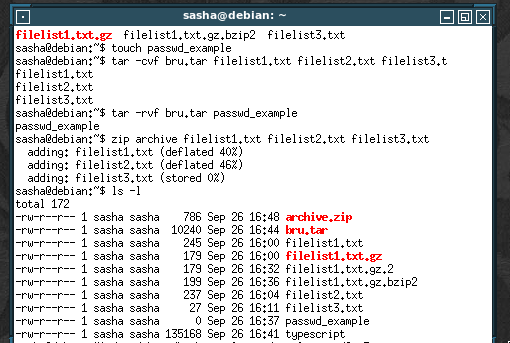 sasha@debian: ~
filelist1.txt.gz filelist1.txt.gz.bzip2 filelist3.txt
sasha@debian:~$ touch passwd_example
sasha@debian:~$ tar -cvf bru.tar filelist1.txt filelist2.txt filelist3.t
filelist1.txt
filelist2.txt
filelist3.txt
sasha@debian:~$ tar -rvf bru.tar passwd_example
passwd_example
sasha@debian:~$ zip archive filelist1.txt filelist2.txt filelist3.txt
adding: filelist1.txt (deflated 40%)
adding: filelist2.txt (deflated 46%)
adding: filelist3.txt (stored 0%)
sasha@debian:~$ ls -l
total 172
-rw-r--r-- 1 sasha sasha 786 Sep 26 16:48 archive.zip
-rw-r--r-- 1 sasha sasha 10240 Sep 26 16:44 bru.tar
-rw-r--r-- 1 sasha sasha 245 Sep 26 16:00 filelist1.txt
-rw-r--r-- 1 sasha sasha 179 Sep 26 16:00 filelist1.txt.gz
-rw-r--r-- 1 sasha sasha 179 Sep 26 16:32 filelist1.txt.gz.2
-rw-r--r-- 1 sasha sasha 199 Sep 26 16:36 filelist1.txt.gz.bzip2
-rw-r--r-- 1 sasha sasha 237 Sep 26 16:04 filelist2.txt
-rw-r--r-- 1 sasha sasha 27 Sep 26 16:11 filelist3.txt
-rw-r--r-- 1 sasha sasha 0 Sep 26 16:37 passwd_example
-rw-r--r-- 1 sasha sasha 135168 Sep 26 16:41 typescript